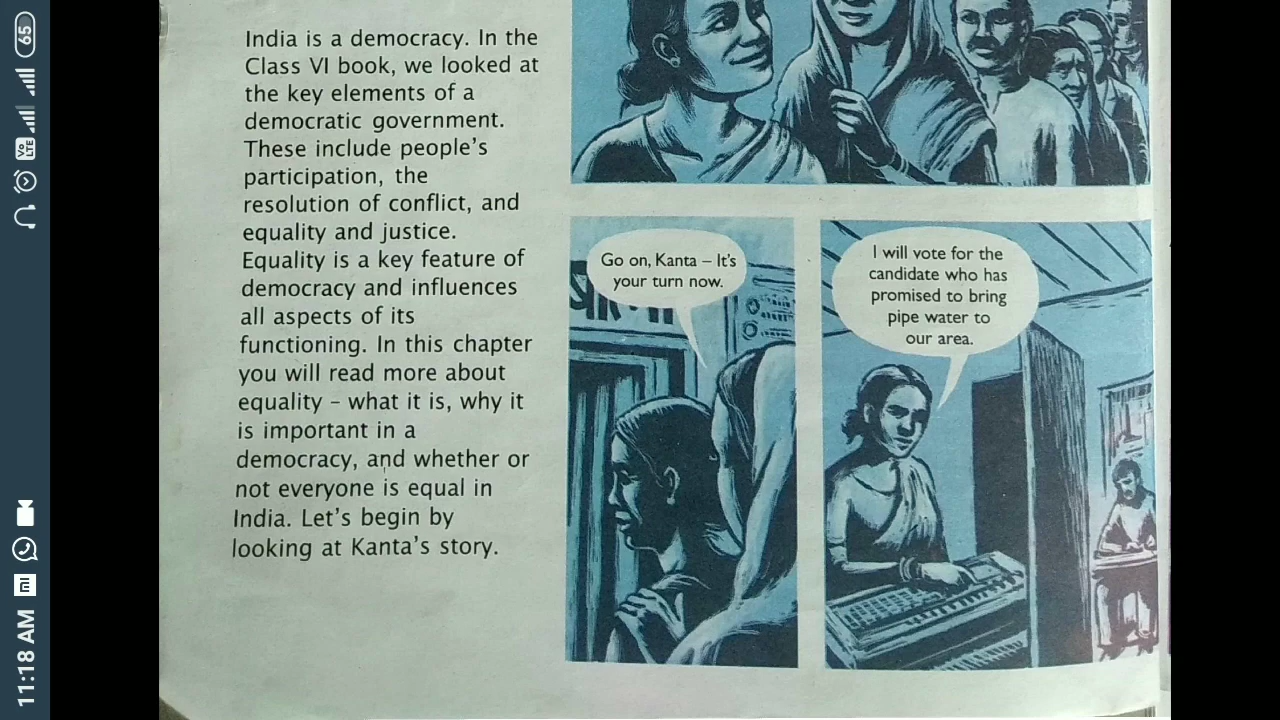 India is a democracy. In the
Class VI book, we looked at
the key elements of a
democratic government.
These include people's
participation, the
resolution of conflict, and
equality and justice.
Equality is a key feature of
democracy and influences
all aspects of its
functioning. In this chapter
you will read more about
equality – what it is, why it
is important in a
democracy, and whether or
not everyone is equal in
India. Let's begin by
looking at Kanta's story.
Go on, Kanta – It's
your turn now.
I will vote for the
candidate who has
promised to bring
pipe water to
our area.
11:18 AM
mi
Vo
LTE
65